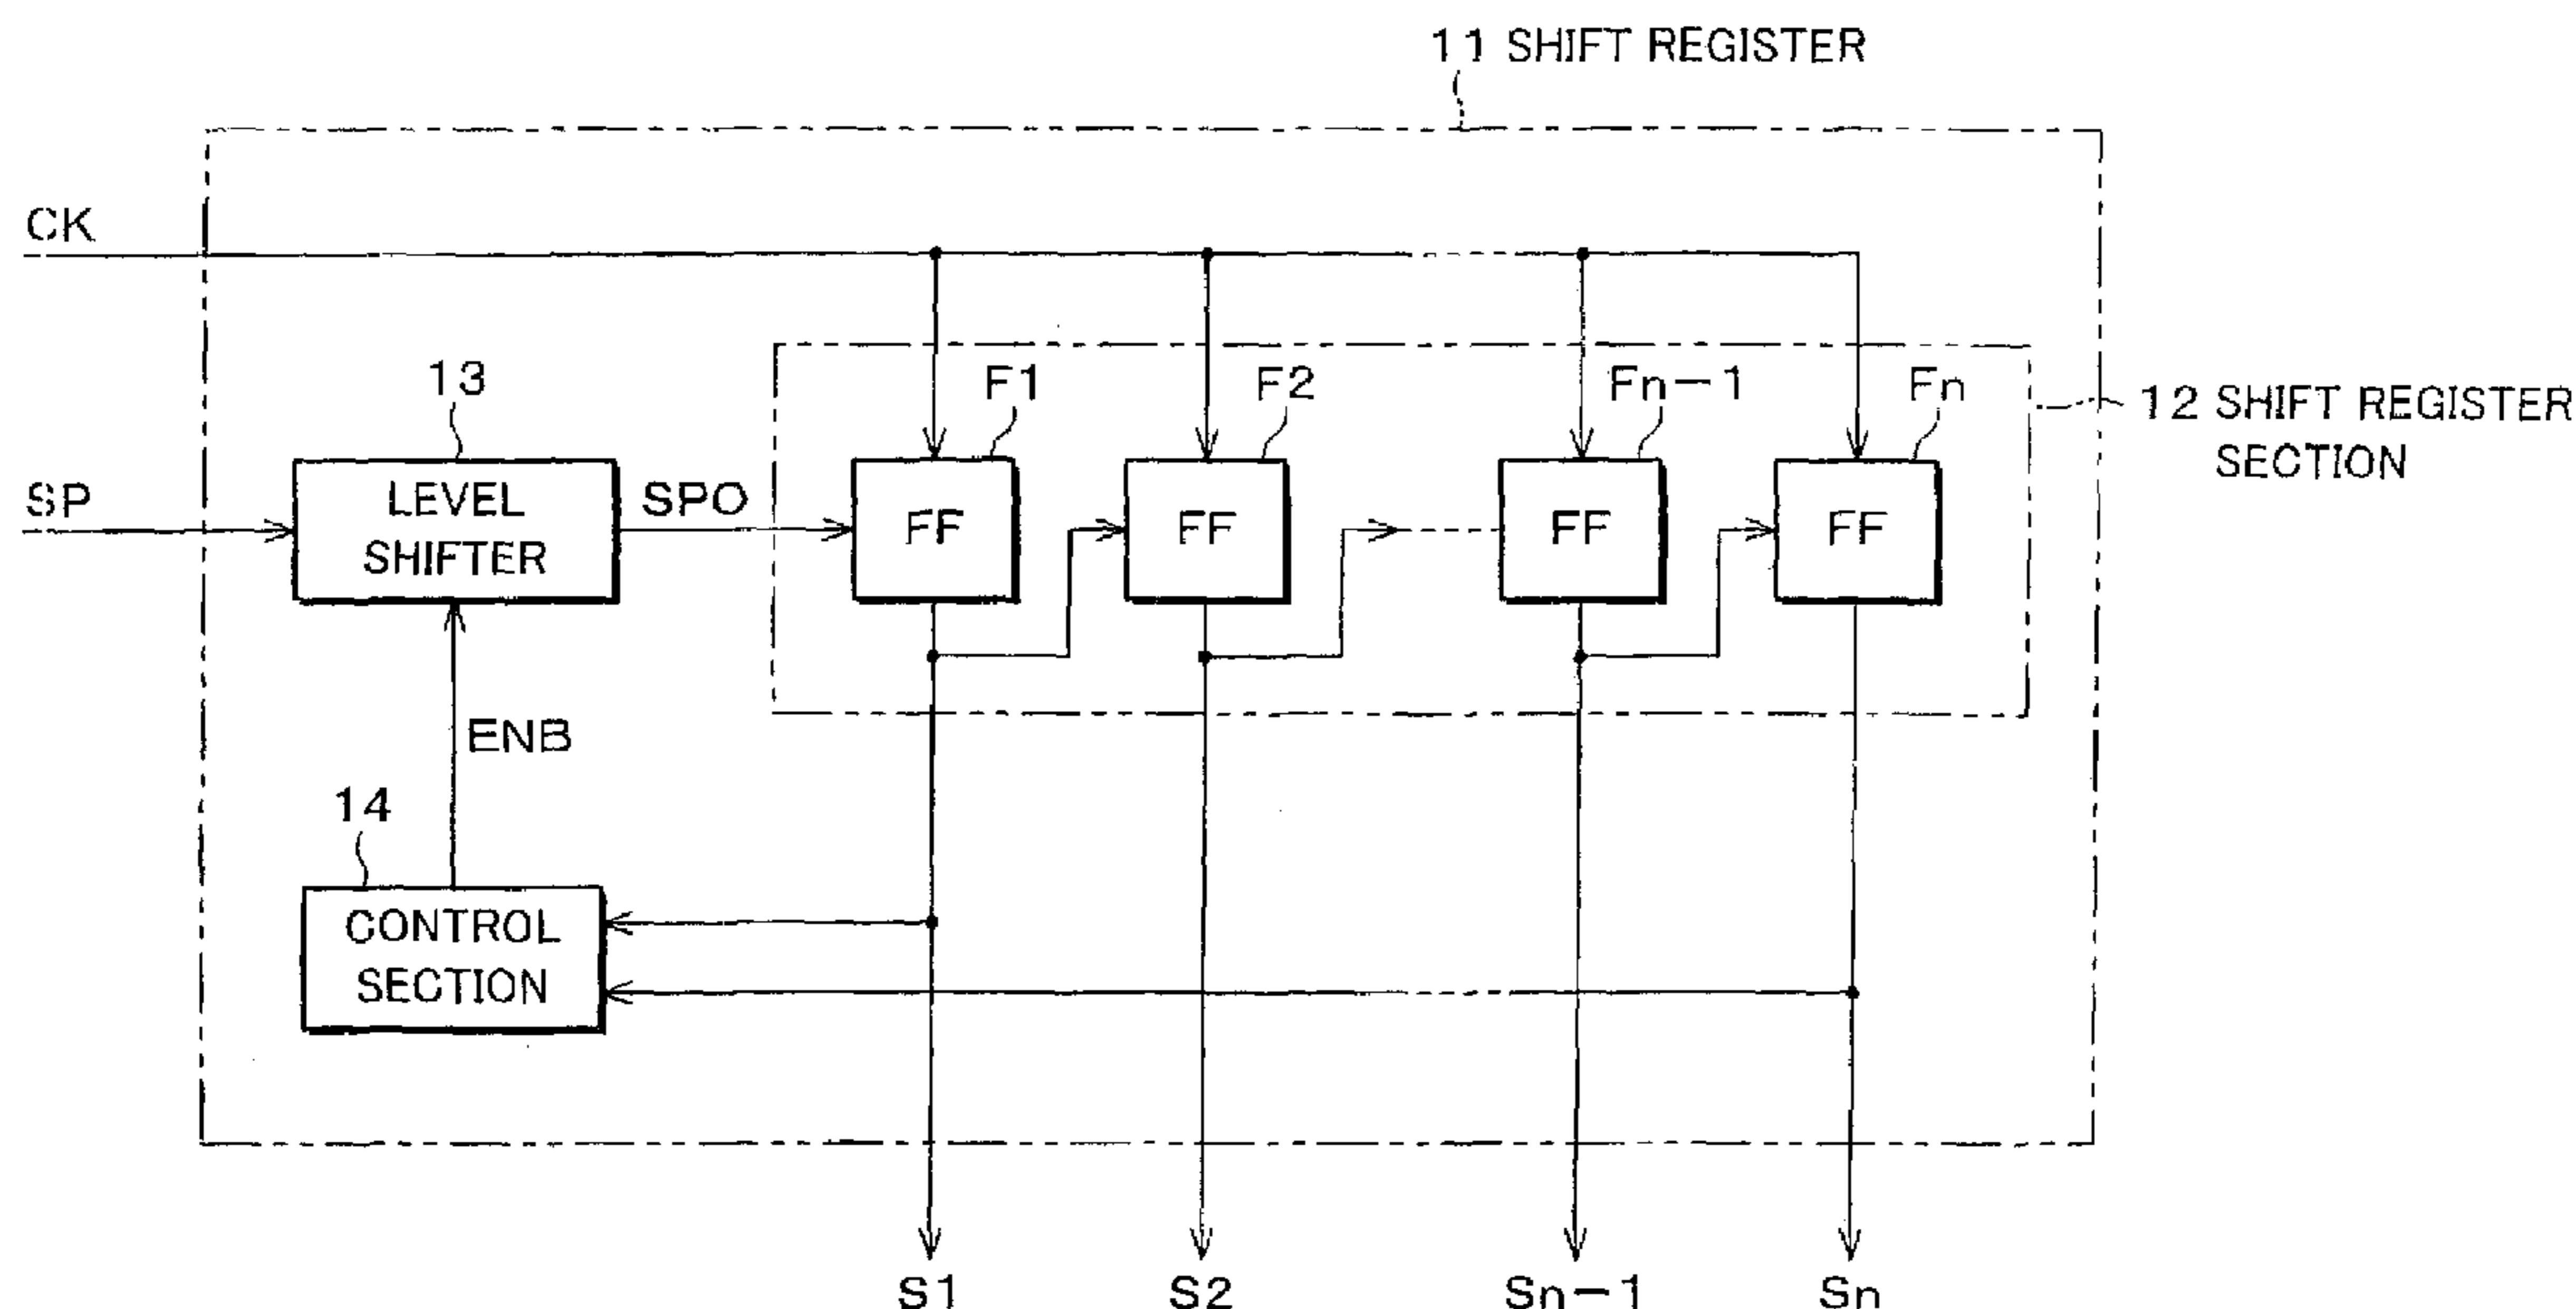 11 SHIFT REGISTER
CK
13
F1
F2
Fn-1
Fn
12 SHIFT REGISTER
SECTION
SP
LEVEL
SHIFTER
SPO
FF
FF
FF
FF
ENB
14
CONTROL
SECTION
S1
S2
Sn-1
Sn